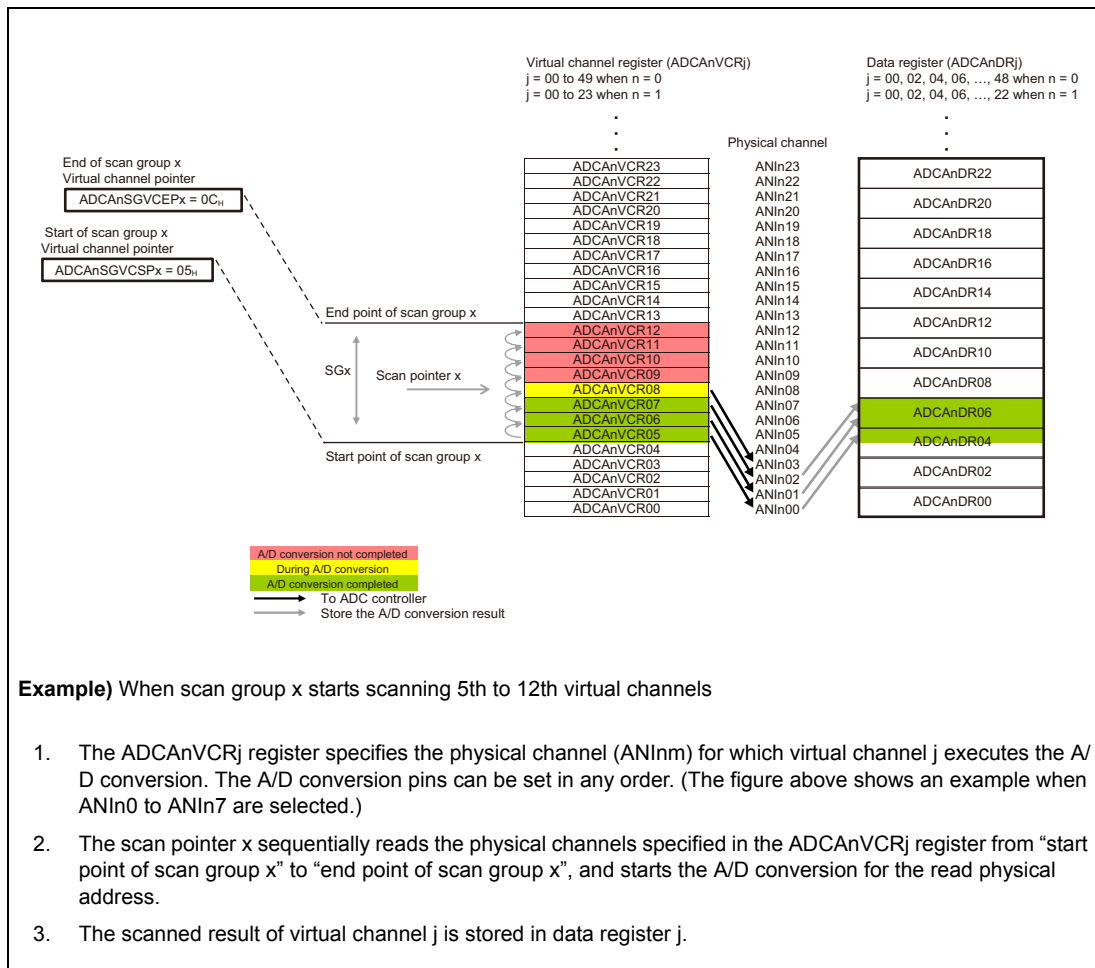 Virtual channel register (ADCAnVCRj)
j = 00 to 49 when n = 0
j = 00 to 23 when n = 1
Data register (ADCAnDRj)
j = 00, 02, 04, 06, …, 48 when n = 0
j = 00, 02, 04, 06, …, 22 when n = 1
Physical channel
End of scan group x
Virtual channel pointer
ADCAnSGVCEPx = 0CH
Start of scan group x
Virtual channel pointer
ADCAnSGVCSPx = 05H
End point of scan group x
SGx
Scan pointer x
Start point of scan group x
ADCAnVCR23
ADCAnVCR22
ADCAnVCR21
ADCAnVCR20
ADCAnVCR19
ADCAnVCR18
ADCAnVCR17
ADCAnVCR16
ADCAnVCR15
ADCAnVCR14
ADCAnVCR13
ADCAnVCR12
ADCAnVCR11
ADCAnVCR10
ADCAnVCR09
ADCAnVCR08
ADCAnVCR07
ADCAnVCR06
ADCAnVCR05
ADCAnVCR04
ADCAnVCR03
ADCAnVCR02
ADCAnVCR01
ADCAnVCR00
ANIn23
ANIn22
ANIn21
ANIn20
ANIn19
ANIn18
ANIn17
ANIn16
ANIn15
ANIn14
ANIn13
ANIn12
ANIn11
ANIn10
ANIn09
ANIn08
ANIn07
ANIn06
ANIn05
ANIn04
ANIn03
ANIn02
ANIn01
ANIn00
ADCAnDR22
ADCAnDR20
ADCAnDR18
ADCAnDR16
ADCAnDR14
ADCAnDR12
ADCAnDR10
ADCAnDR08
ADCAnDR06
ADCAnDR04
ADCAnDR02
ADCAnDR00
A/D conversion not completed
During A/D conversion
A/D conversion completed
To ADC controller
Store the A/D conversion result
Example) When scan group x starts scanning 5th to 12th virtual channels
1. The ADCAnVCRj register specifies the physical channel (ANInm) for which virtual channel j executes the A/
D conversion. The A/D conversion pins can be set in any order. (The figure above shows an example when
ANIn0 to ANIn7 are selected.)
2. The scan pointer x sequentially reads the physical channels specified in the ADCAnVCRj register from “start
point of scan group x” to “end point of scan group x”, and starts the A/D conversion for the read physical
address.
3. The scanned result of virtual channel j is stored in data register j.